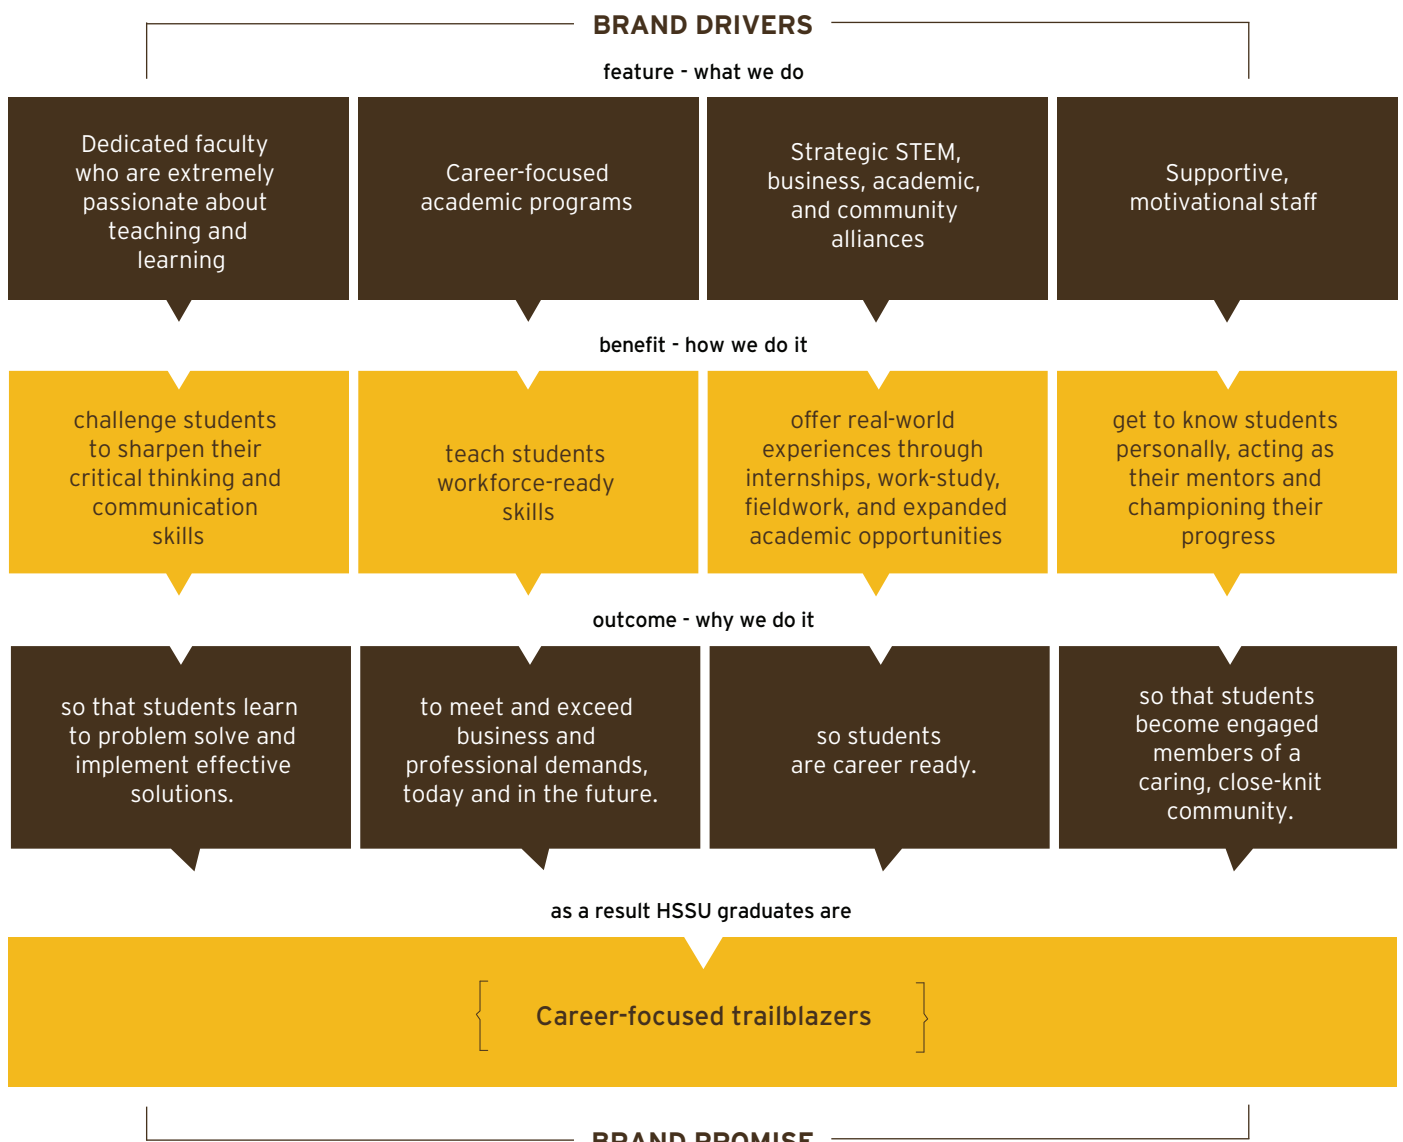 BRAND DRIVERS
feature - what we do
Dedicated faculty
who are extremely
passionate about
teaching and
learning
Career-focused
academic programs
Strategic STEM,
business, academic,
and community
alliances
Supportive,
motivational staff
benefit - how we do it
challenge students
to sharpen their
critical thinking and
communication
skills
teach students
workforce-ready
skills
offer real-world
experiences through
internships, work-study,
fieldwork, and expanded
academic opportunities
get to know students
personally, acting as
their mentors and
championing their
progress
outcome - why we do it
so that students learn
to problem solve and
implement effective
solutions.
to meet and exceed
business and
professional demands,
today and in the future.
so students
are career ready.
so that students
become engaged
members of a
caring, close-knit
community.
as a result HSSU graduates are
Career-focused trailblazers
BRAND PROMISE